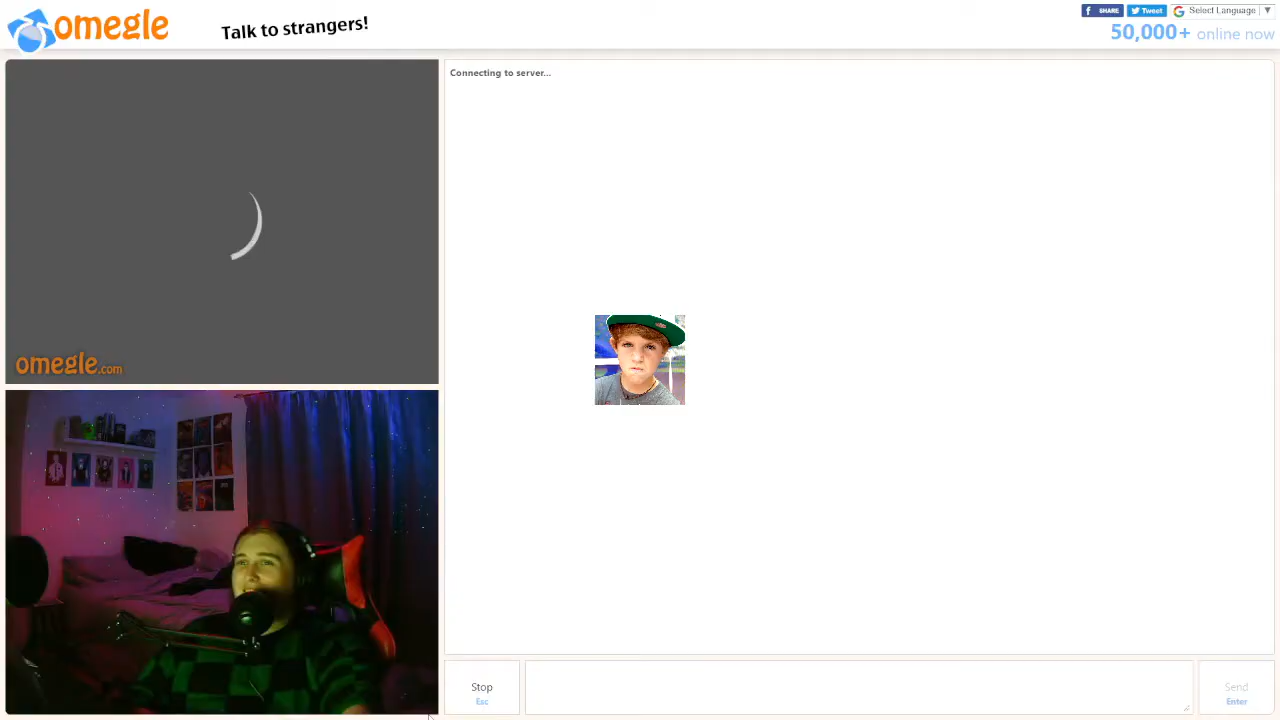 omegle
Talk to strangers!
SHARE
Tweet
Select Language
50,000+ online now
Connecting to server...
omegle.com
Stop
Esc
Send
Enter